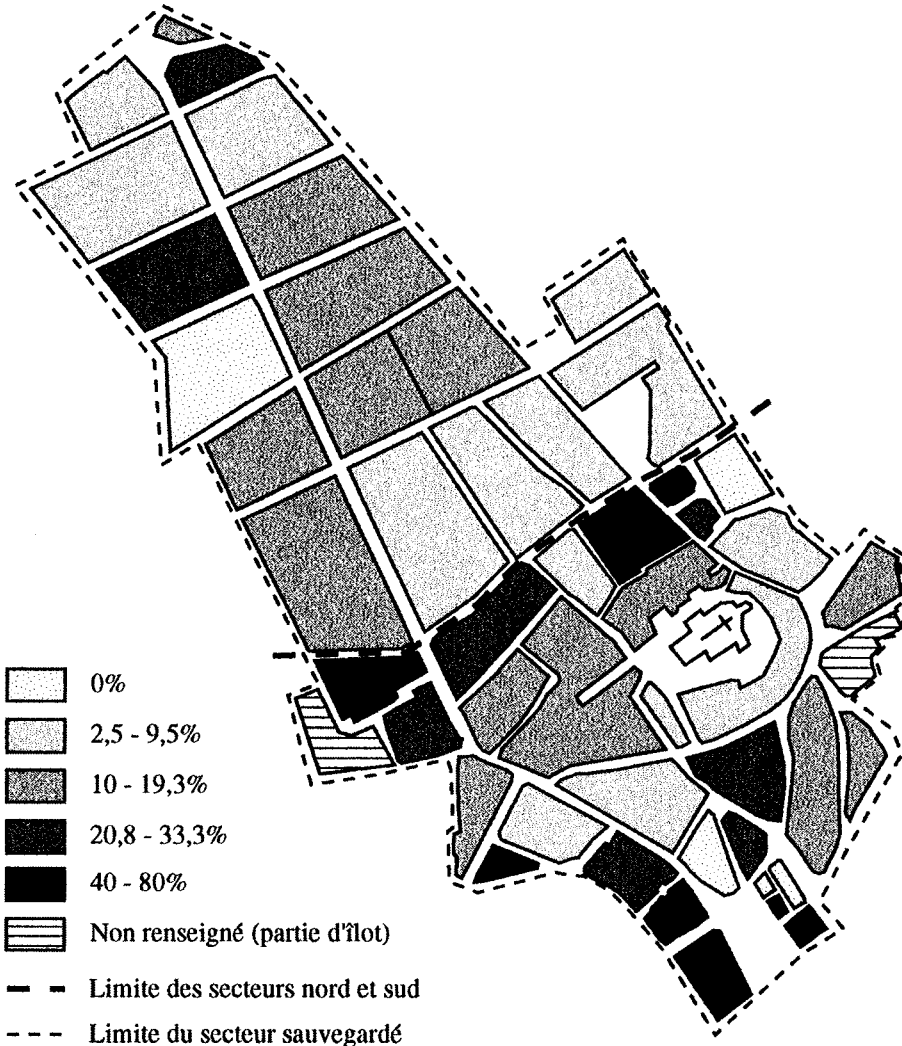 0%
2,5 - 9,5%
10 - 19,3%
20,8 - 33,3%
40 - 80%
Non renseigné (partie d'îlot)
Limite des secteurs nord et sud
Limite du secteur sauvegardé